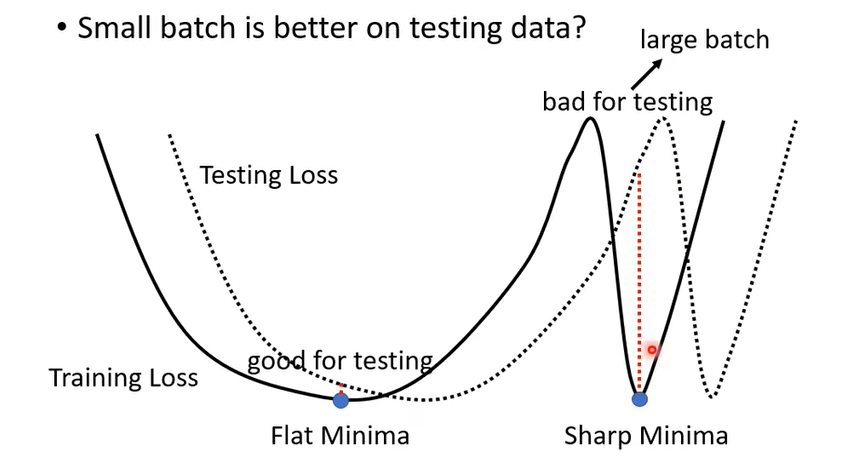 • Small batch is better on testing data?
large batch
bad for testing
Testing Loss
good for testing
Training Loss
Flat Minima
Sharp Minima